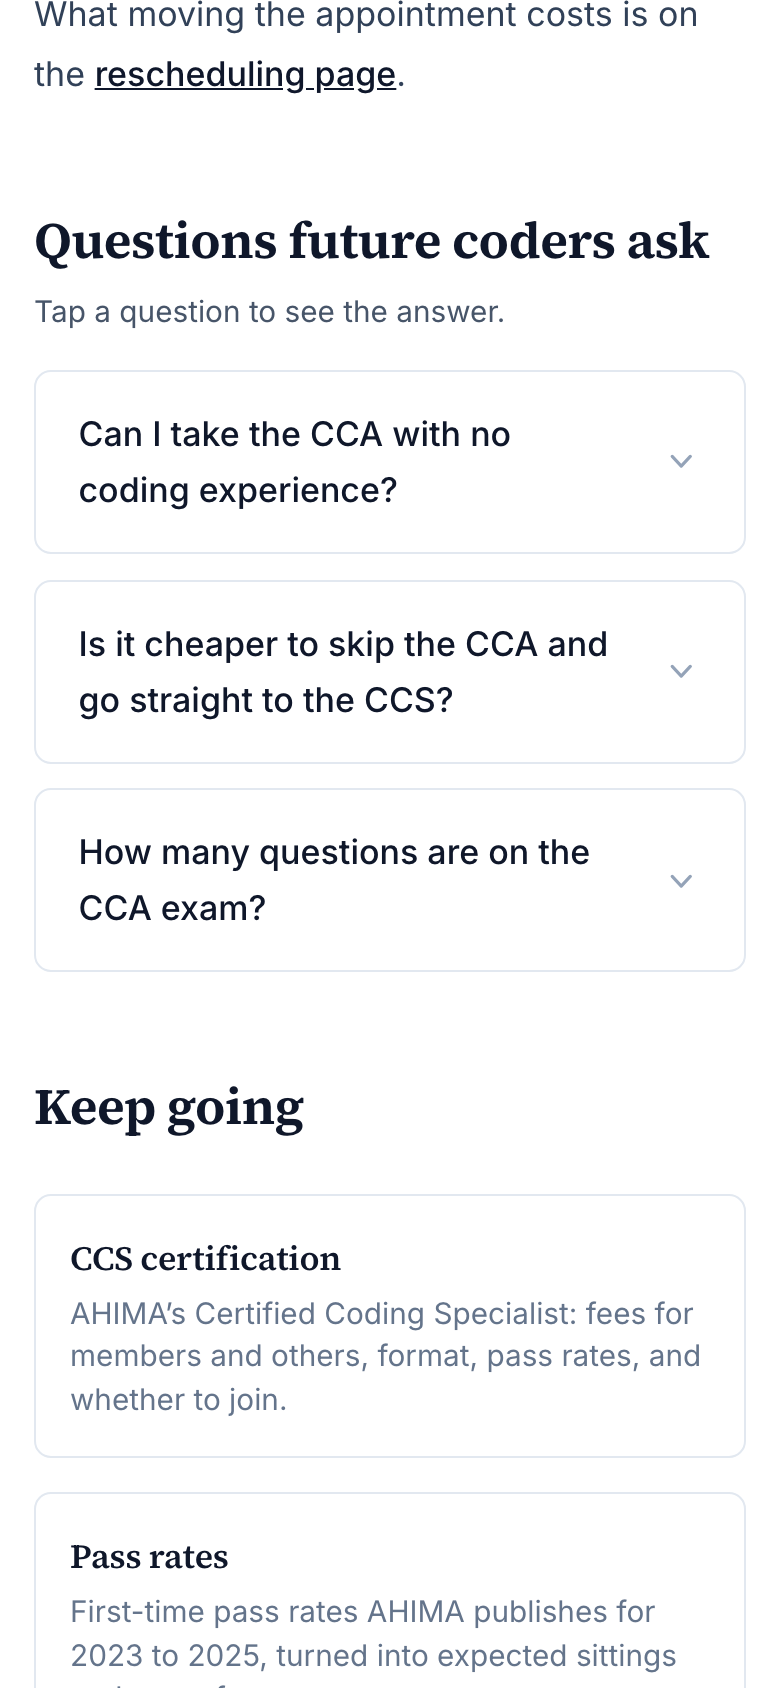 What moving the appointment costs is on
the rescheduling page.
Questions future coders ask
Tap a question to see the answer.
Can I take the CCA with no
coding experience?
Is it cheaper to skip the CCA and
go straight to the CCS?
How many questions are on the
CCA exam?
Keep going
CCS certification
AHIMA’s Certified Coding Specialist: fees for
members and others, format, pass rates, and
whether to join.
Pass rates
First-time pass rates AHIMA publishes for
2023 to 2025, turned into expected sittings